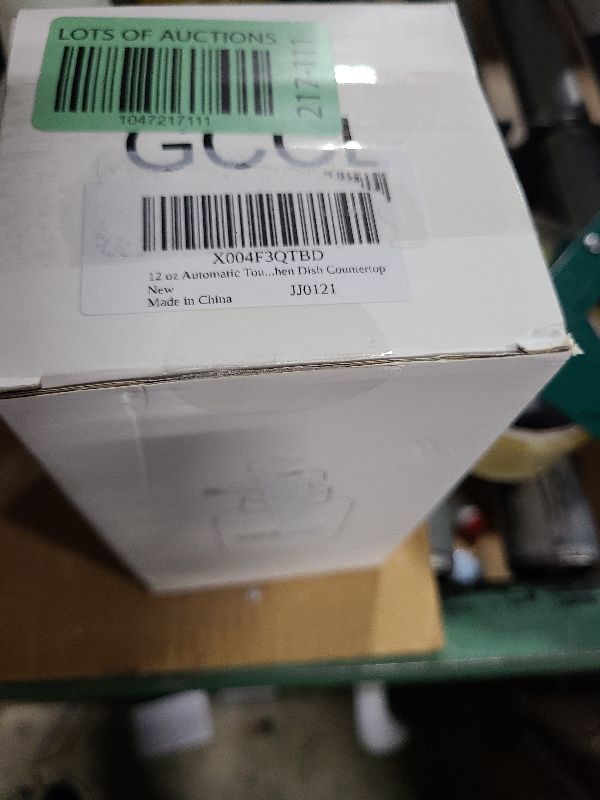 LOTS OF AUCTIONS
1047217111
217-111
X004F3QTBD
12 oz Automatic Tou...hen Dish Countertop
New
JJ0121
Made in China